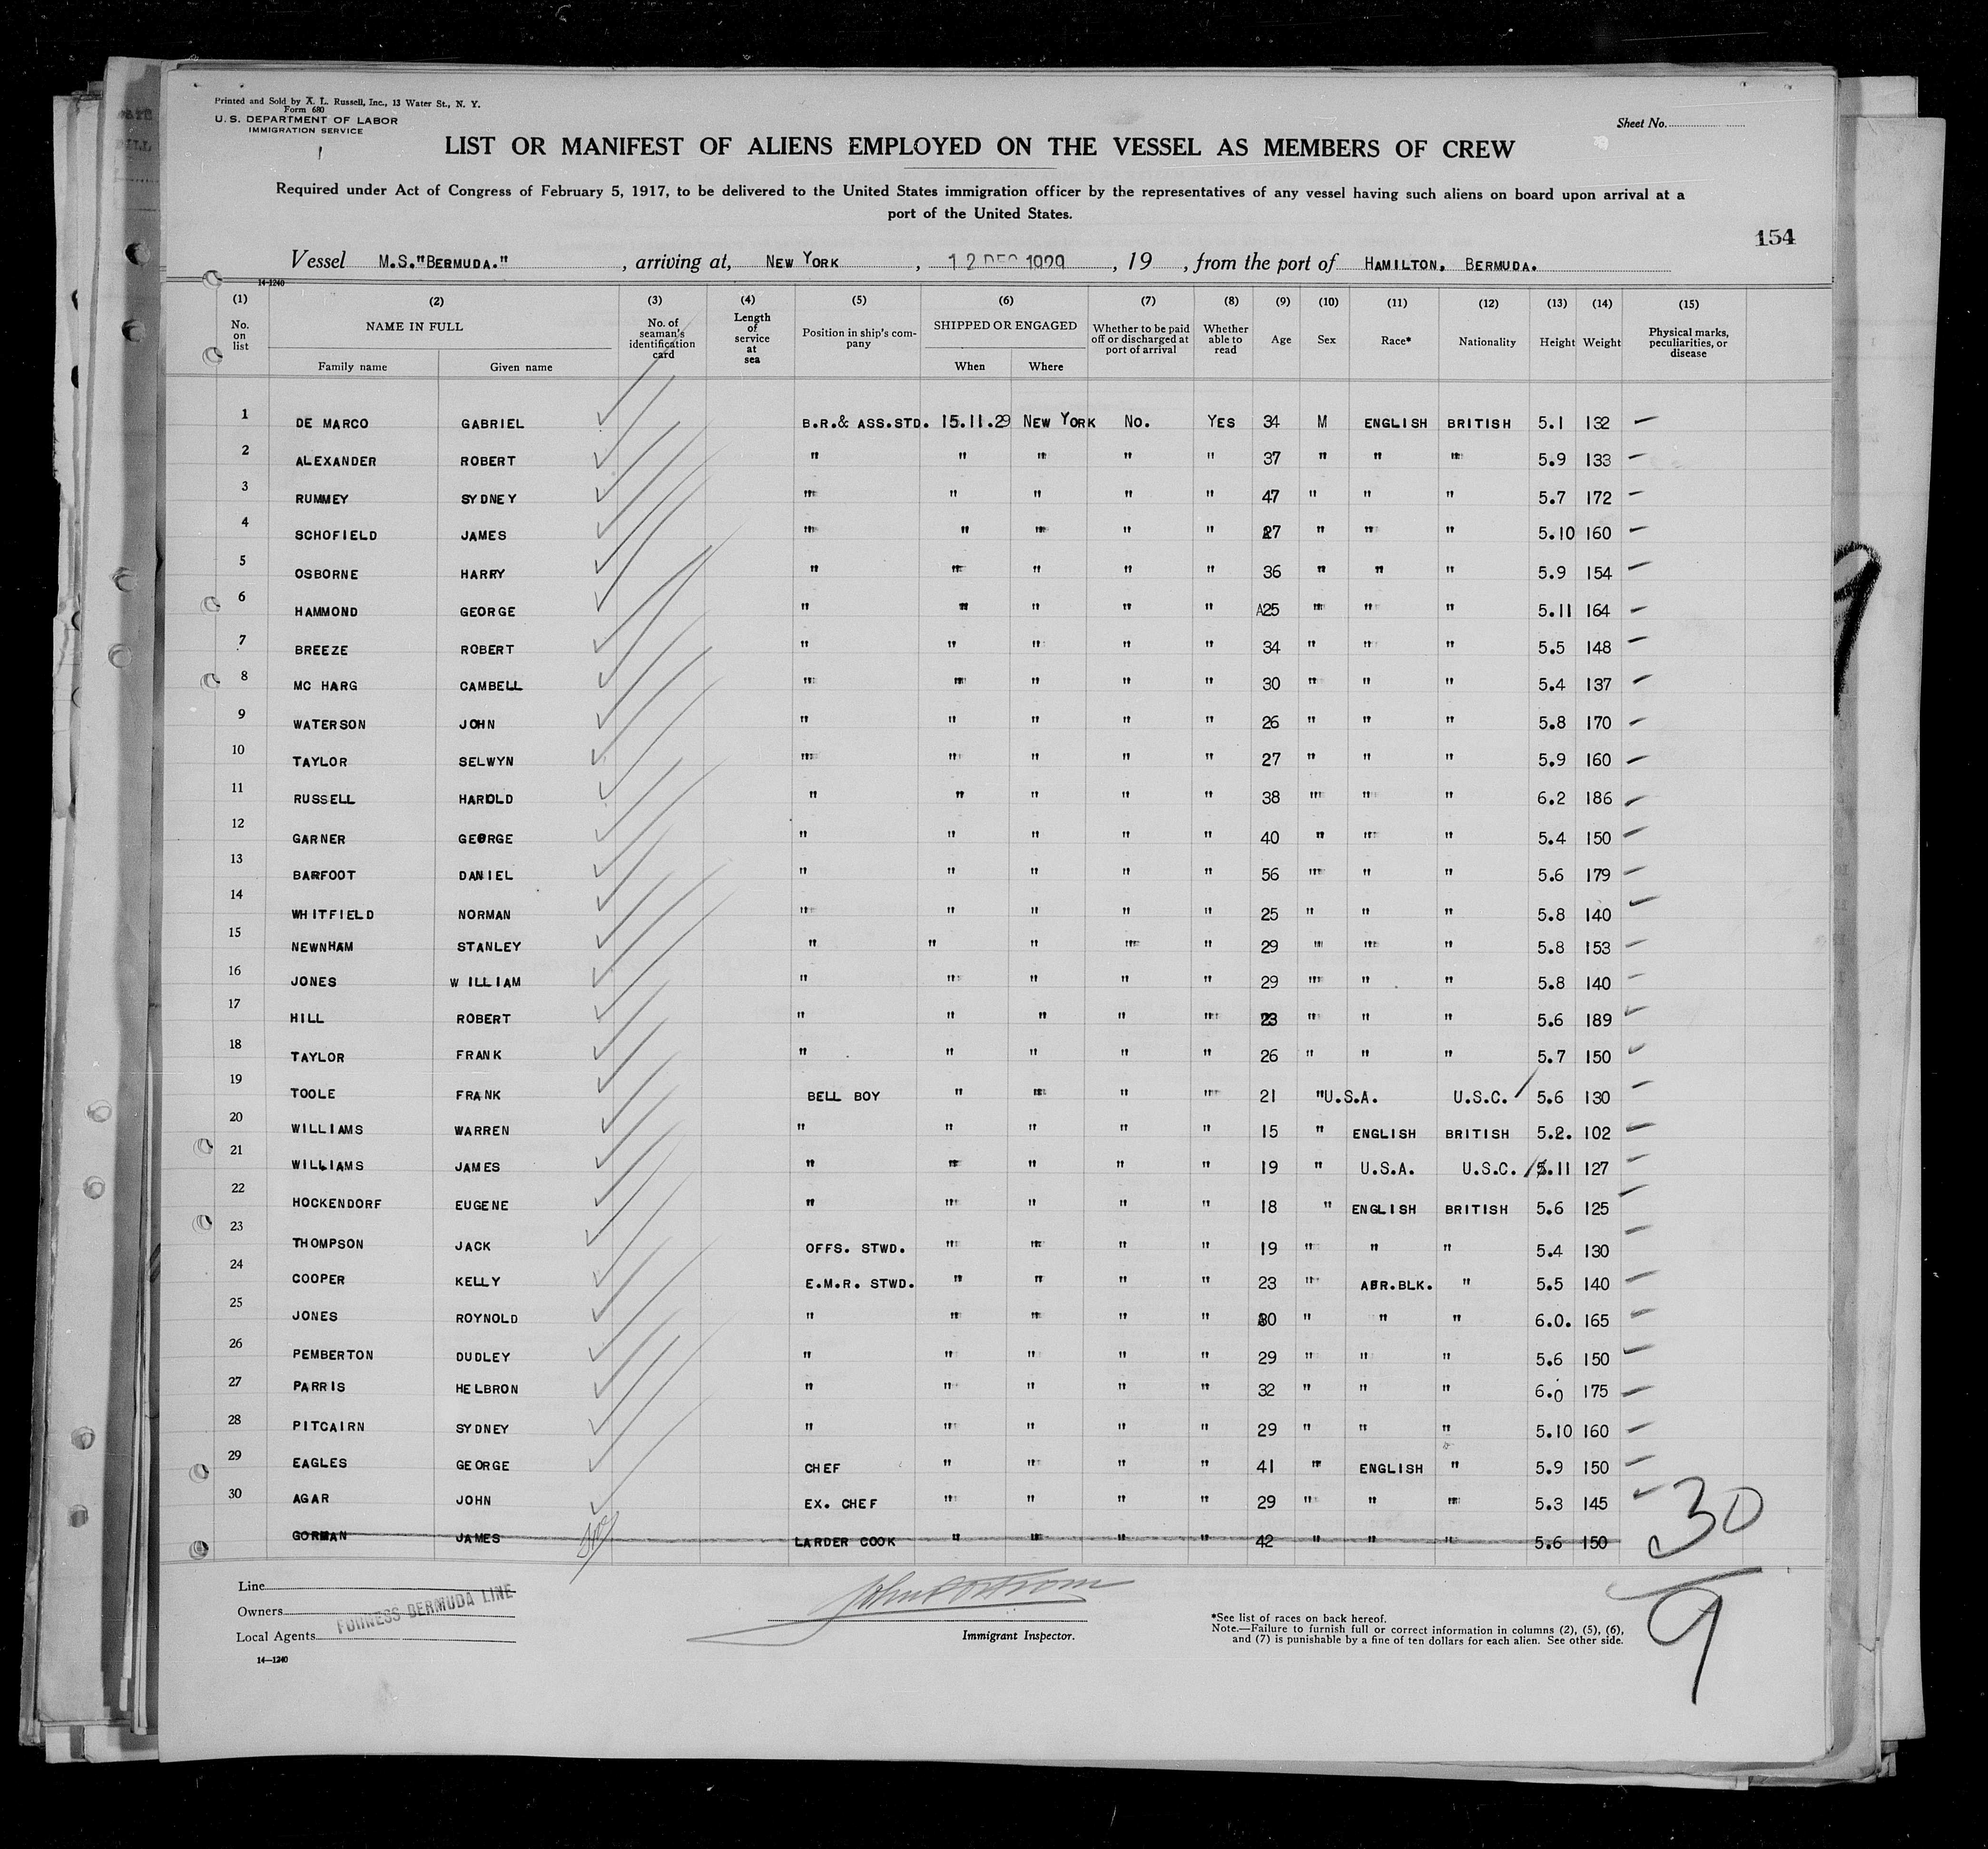 Printed and Sold by A. L. Russell, Inc., 13 Water St., N. Y.
Form 680
U. S. DEPARTMENT OF LABOR
IMMIGRATION SERVICE
Sheet No.
LIST OR MANIFEST OF ALIENS EMPLOYED ON THE VESSEL AS MEMBERS OF CREW
Required under Act of Congress of February 5, 1917, to be delivered to the United States immigration officer by the representatives of any vessel having such aliens on board upon arrival at a
port of the United States.
154
Vessel M.S."BERMUDA." , arriving at, NEW YORK , 12 DEC 1929 , 19 , from the port of HAMILTON, BERMUDA.
14-1240
(1) (2) (3) (4) (5) (6) (7) (8) (9) (10) (11) (12) (13) (14) (15)
No. on list NAME IN FULL Family name Given name No. of seaman's identification card Length of service at sea Position in ship's company SHIPPED OR ENGAGED When Where Whether to be paid off or discharged at port of arrival Whether able to read Age Sex Race* Nationality Height Weight Physical marks, peculiarities, or disease
1 DE MARCO GABRIEL B.R.& ASS.STD. 15.11.29 NEW YORK NO. YES 34 M ENGLISH BRITISH 5.1 132
2 ALEXANDER ROBERT " " " " " 37 " " " 5.9 133
3 RUMMEY SYDNEY " " " " " 47 " " " 5.7 172
4 SCHOFIELD JAMES " " " " " 27 " " " 5.10 160
5 OSBORNE HARRY " " " " " 36 " " " 5.9 154
6 HAMMOND GEORGE " " " " " 25 " " " 5.11 164
7 BREEZE ROBERT " " " " " 34 " " " 5.5 148
8 MC HARG CAMBELL " " " " " 30 " " " 5.4 137
9 WATERSON JOHN " " " " " 26 " " " 5.8 170
10 TAYLOR SELWYN " " " " " 27 " " " 5.9 160
11 RUSSELL HAROLD " " " " " 38 " " " 6.2 186
12 GARNER GEORGE " " " " " 40 " " " 5.4 150
13 BARFOOT DANIEL " " " " " 56 " " " 5.6 179
14 WHITFIELD NORMAN " " " " " 25 " " " 5.8 140
15 NEWNHAM STANLEY " " " " " 29 " " " 5.8 153
16 JONES W ILLIAM " " " " " 29 " " " 5.8 140
17 HILL ROBERT " " " " " 23 " " " 5.6 189
18 TAYLOR FRANK " " " " " 26 " " " 5.7 150
19 TOOLE FRANK BELL BOY " " " " 21 " U.S.A. U.S.C. 5.6 130
20 WILLIAMS WARREN " " " " " 15 " ENGLISH BRITISH 5.2. 102
21 WILLIAMS JAMES " " " " " 19 " U.S.A. U.S.C. 5.11 127
22 HOCKENDORF EUGENE " " " " " 18 " ENGLISH BRITISH 5.6 125
23 THOMPSON JACK OFFS. STWD. " " " " 19 " " " 5.4 130
24 COOPER KELLY E.M.R. STWD. " " " " 23 " AFR.BLK. " 5.5 140
25 JONES ROYNOLD " " " " " 30 " " " 6.0. 165
26 PEMBERTON DUDLEY " " " " " 29 " " " 5.6 150
27 PARRIS HELBRON " " " " " 32 " " " 6.0 175
28 PITCAIRN SYDNEY " " " " " 29 " " " 5.10 160
29 EAGLES GEORGE CHEF " " " " 41 " ENGLISH " 5.9 150
30 AGAR JOHN EX. CHEF " " " " 29 " " " 5.3 145
GORMAN JAMES LARDER COOK " " " " 42 " " " 5.6 150
30
9
Line
Owners
Local Agents
FURNESS BERMUDA LINE
14—1240
Immigrant Inspector.
*See list of races on back hereof.
Note.—Failure to furnish full or correct information in columns (2), (5), (6),
and (7) is punishable by a fine of ten dollars for each alien. See other side.